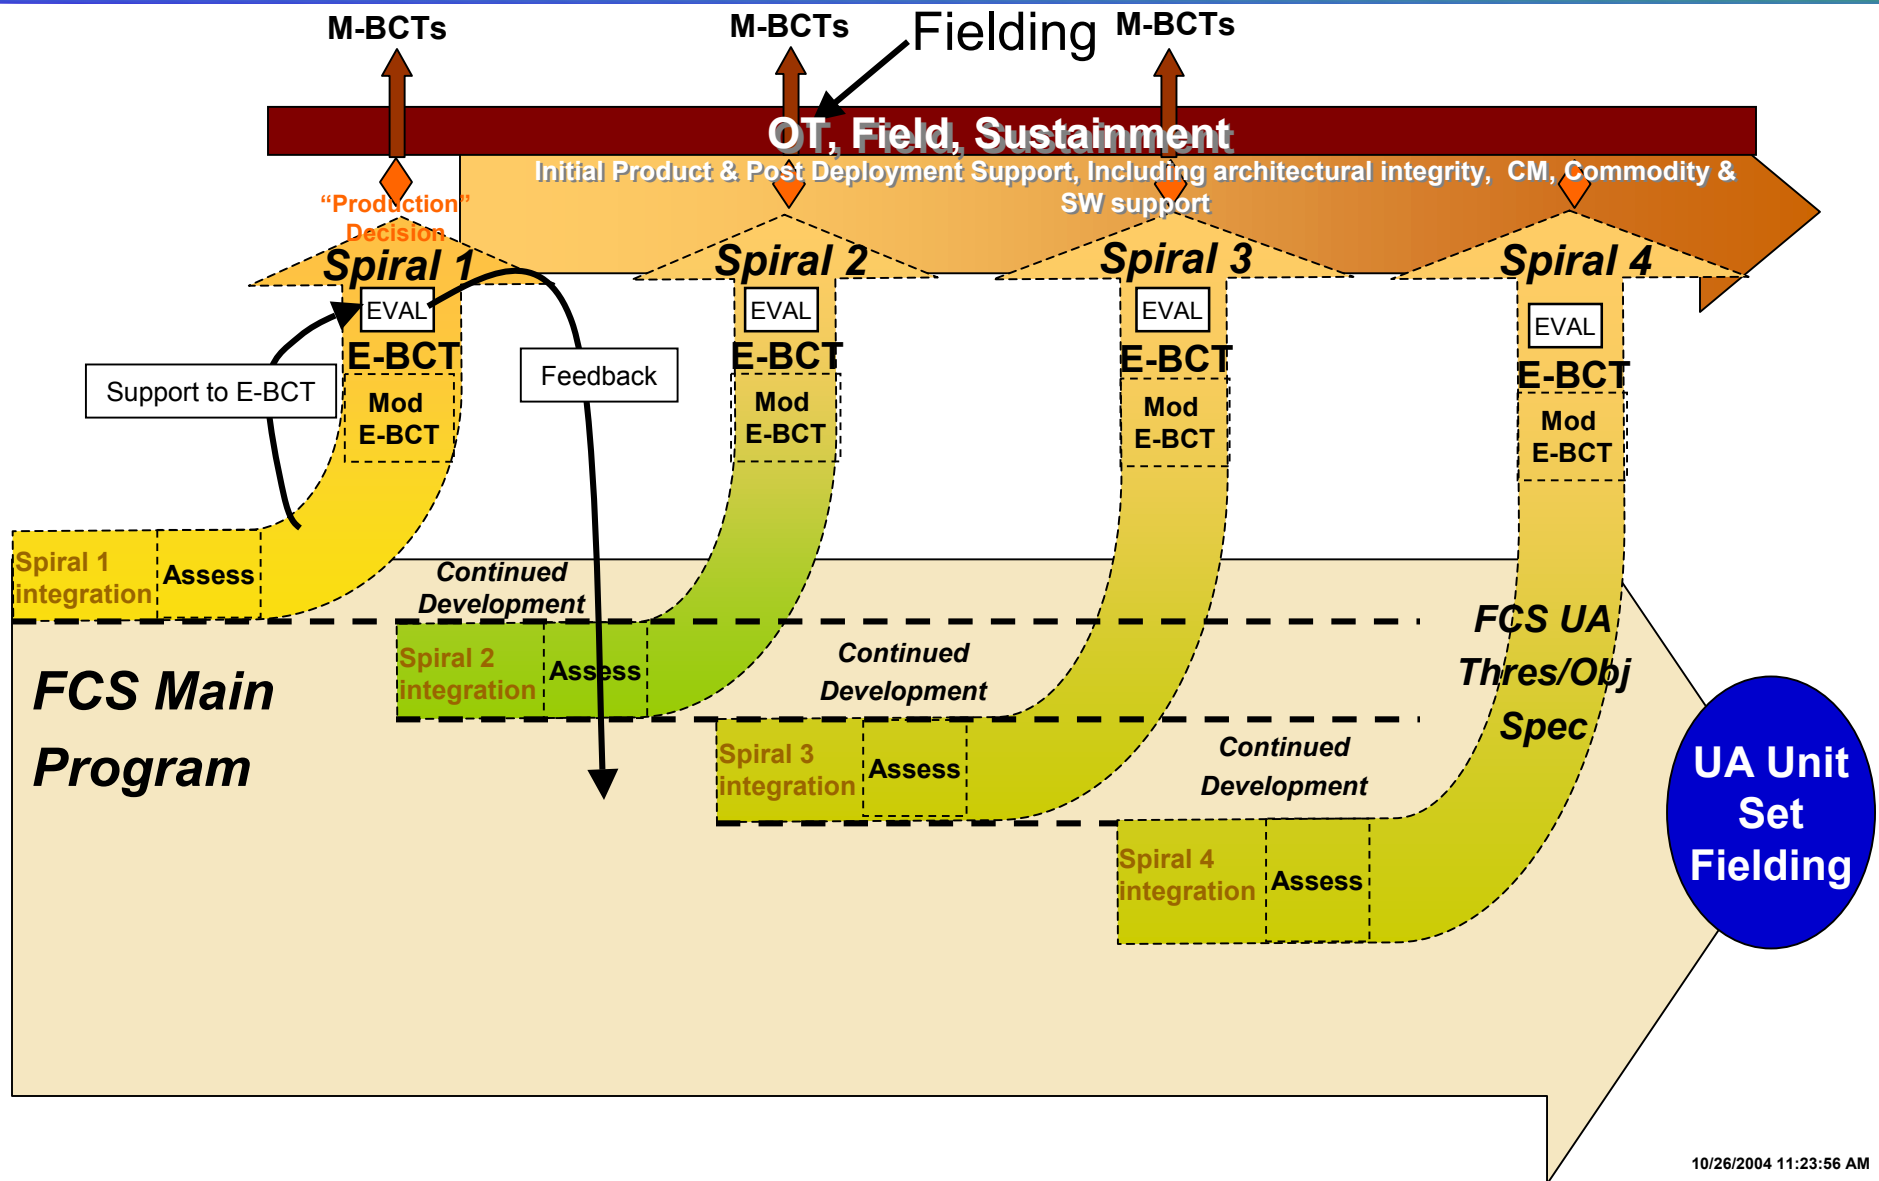 M-BCTs
M-BCTs
Fielding
M-BCTs
OT, Field, Sustainment
Initial Product & Post Deployment Support, Including architectural integrity, CM, Commodity &
SW support
“Production”
Decision
Spiral 1
Spiral 2
Spiral 3
Spiral 4
EVAL
EVAL
EVAL
EVAL
E-BCT
E-BCT
E-BCT
E-BCT
Support to E-BCT
Feedback
Mod
E-BCT
Mod
E-BCT
Mod
E-BCT
Mod
E-BCT
Spiral 1
integration
Assess
Continued
Development
Spiral 2
integration
Assess
Continued
Development
FCS UA
Thres/Obj
Spec
FCS Main
Program
Spiral 3
integration
Assess
Continued
Development
Spiral 4
integration
Assess
UA Unit
Set
Fielding
10/26/2004 11:23:56 AM